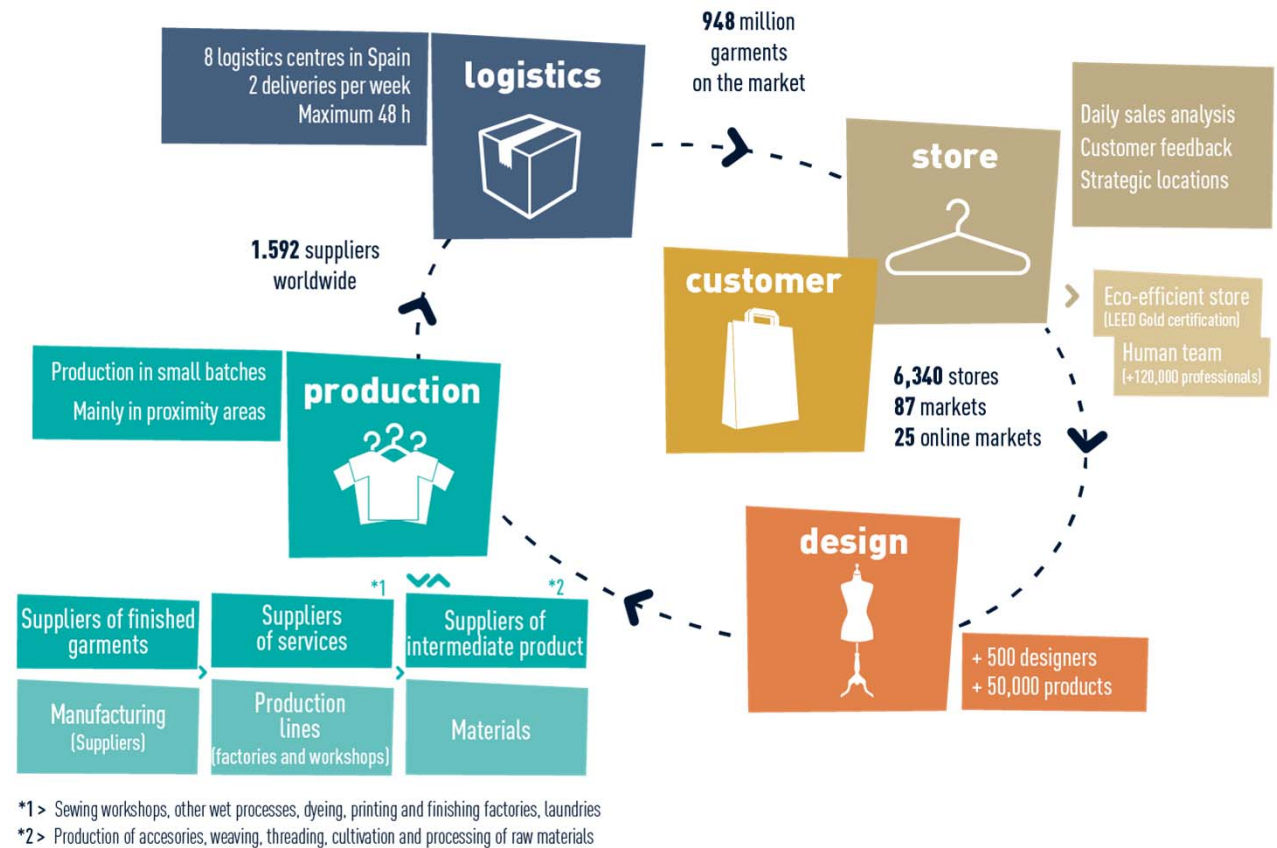 948 million
garments
on the market
8 logistics centres in Spain
2 deliveries per week
Maximum 48 h
logistics
store
Daily sales analysis
Customer feedback
Strategic locations
1.592 suppliers
worldwide
customer
Eco-efficient store
(LEED Gold certification)
Human team
(+120,000 professionals)
Production in small batches
Mainly in proximity areas
production
6,340 stores
87 markets
25 online markets
design
+ 500 designers
+ 50,000 products
*1
*2
Suppliers of finished
garments
Suppliers
of services
Suppliers of
intermediate product
Manufacturing
(Suppliers)
Production
lines
(factories and workshops)
Materials
*1 > Sewing workshops, other wet processes, dyeing, printing and finishing factories, laundries
*2 > Production of accesories, weaving, threading, cultivation and processing of raw materials